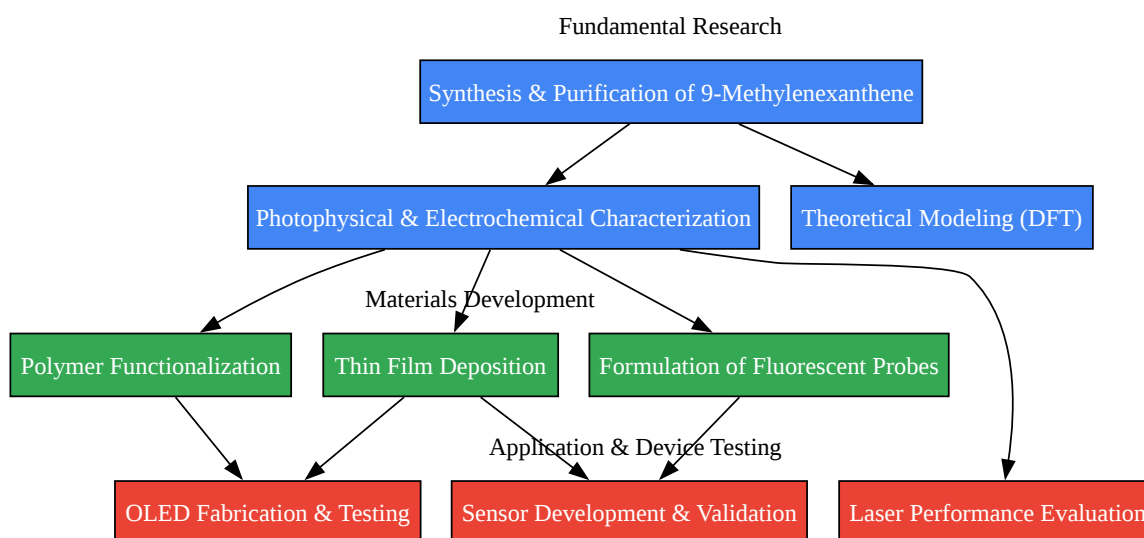 Fundamental Research
Synthesis & Purification of 9-Methylenexanthene
Photophysical & Electrochemical Characterization
Theoretical Modeling (DFT)
Materials Development
Polymer Functionalization
Thin Film Deposition
Formulation of Fluorescent Probes
Application & Device Testing
OLED Fabrication & Testing
Sensor Development & Validation
Laser Performance Evaluation